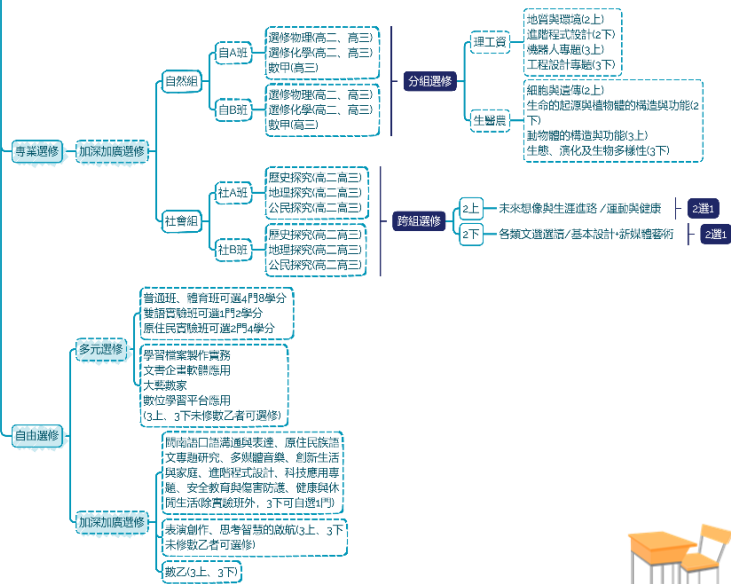 專業選修
加深加廣選修
自然組
自A班
選修物理(高二、高三)
選修化學(高二、高三)
數甲(高三)
自B班
選修物理(高二、高三)
選修化學(高二、高三)
數甲(高三)
分組選修
理工資
地質與環境(2上)
進階程式設計(2下)
機器人專題(3上)
工程設計專題(3下)
生醫農
細胞與遺傳(2上)
生命的起源與植物體的構造與功能(2
下)
動物體的構造與功能(3上)
生態、演化及生物多樣性(3下)
社會組
社A班
歷史探究(高二高三)
地理探究(高二高三)
公民探究(高二高三)
社B班
歷史探究(高二高三)
地理探究(高二高三)
公民探究(高二高三)
跨組選修
2上
未來想像與生涯進路 /運動與健康
2選1
2下
各類文選選讀/基本設計+新媒體藝術
2選1
自由選修
多元選修
普通班、體育班可選4門8學分
雙語實驗班可選1門2學分
原住民實驗班可選2門4學分
學習檔案製作實務
文書企畫軟體應用
大藝數家
數位學習平台應用
(3上、3下未修數乙者可選修)
加深加廣選修
閩南語口語溝通與表達、原住民族語
文專題研究、多媒體音樂、創新生活
與家庭、進階程式設計、科技應用專
題、安全教育與傷害防護、健康與休
閒生活(除實驗班外，3下可自選1門)
表演創作、思考智慧的啟航(3上、3下
未修數乙者可選修)
數乙(3上、3下)